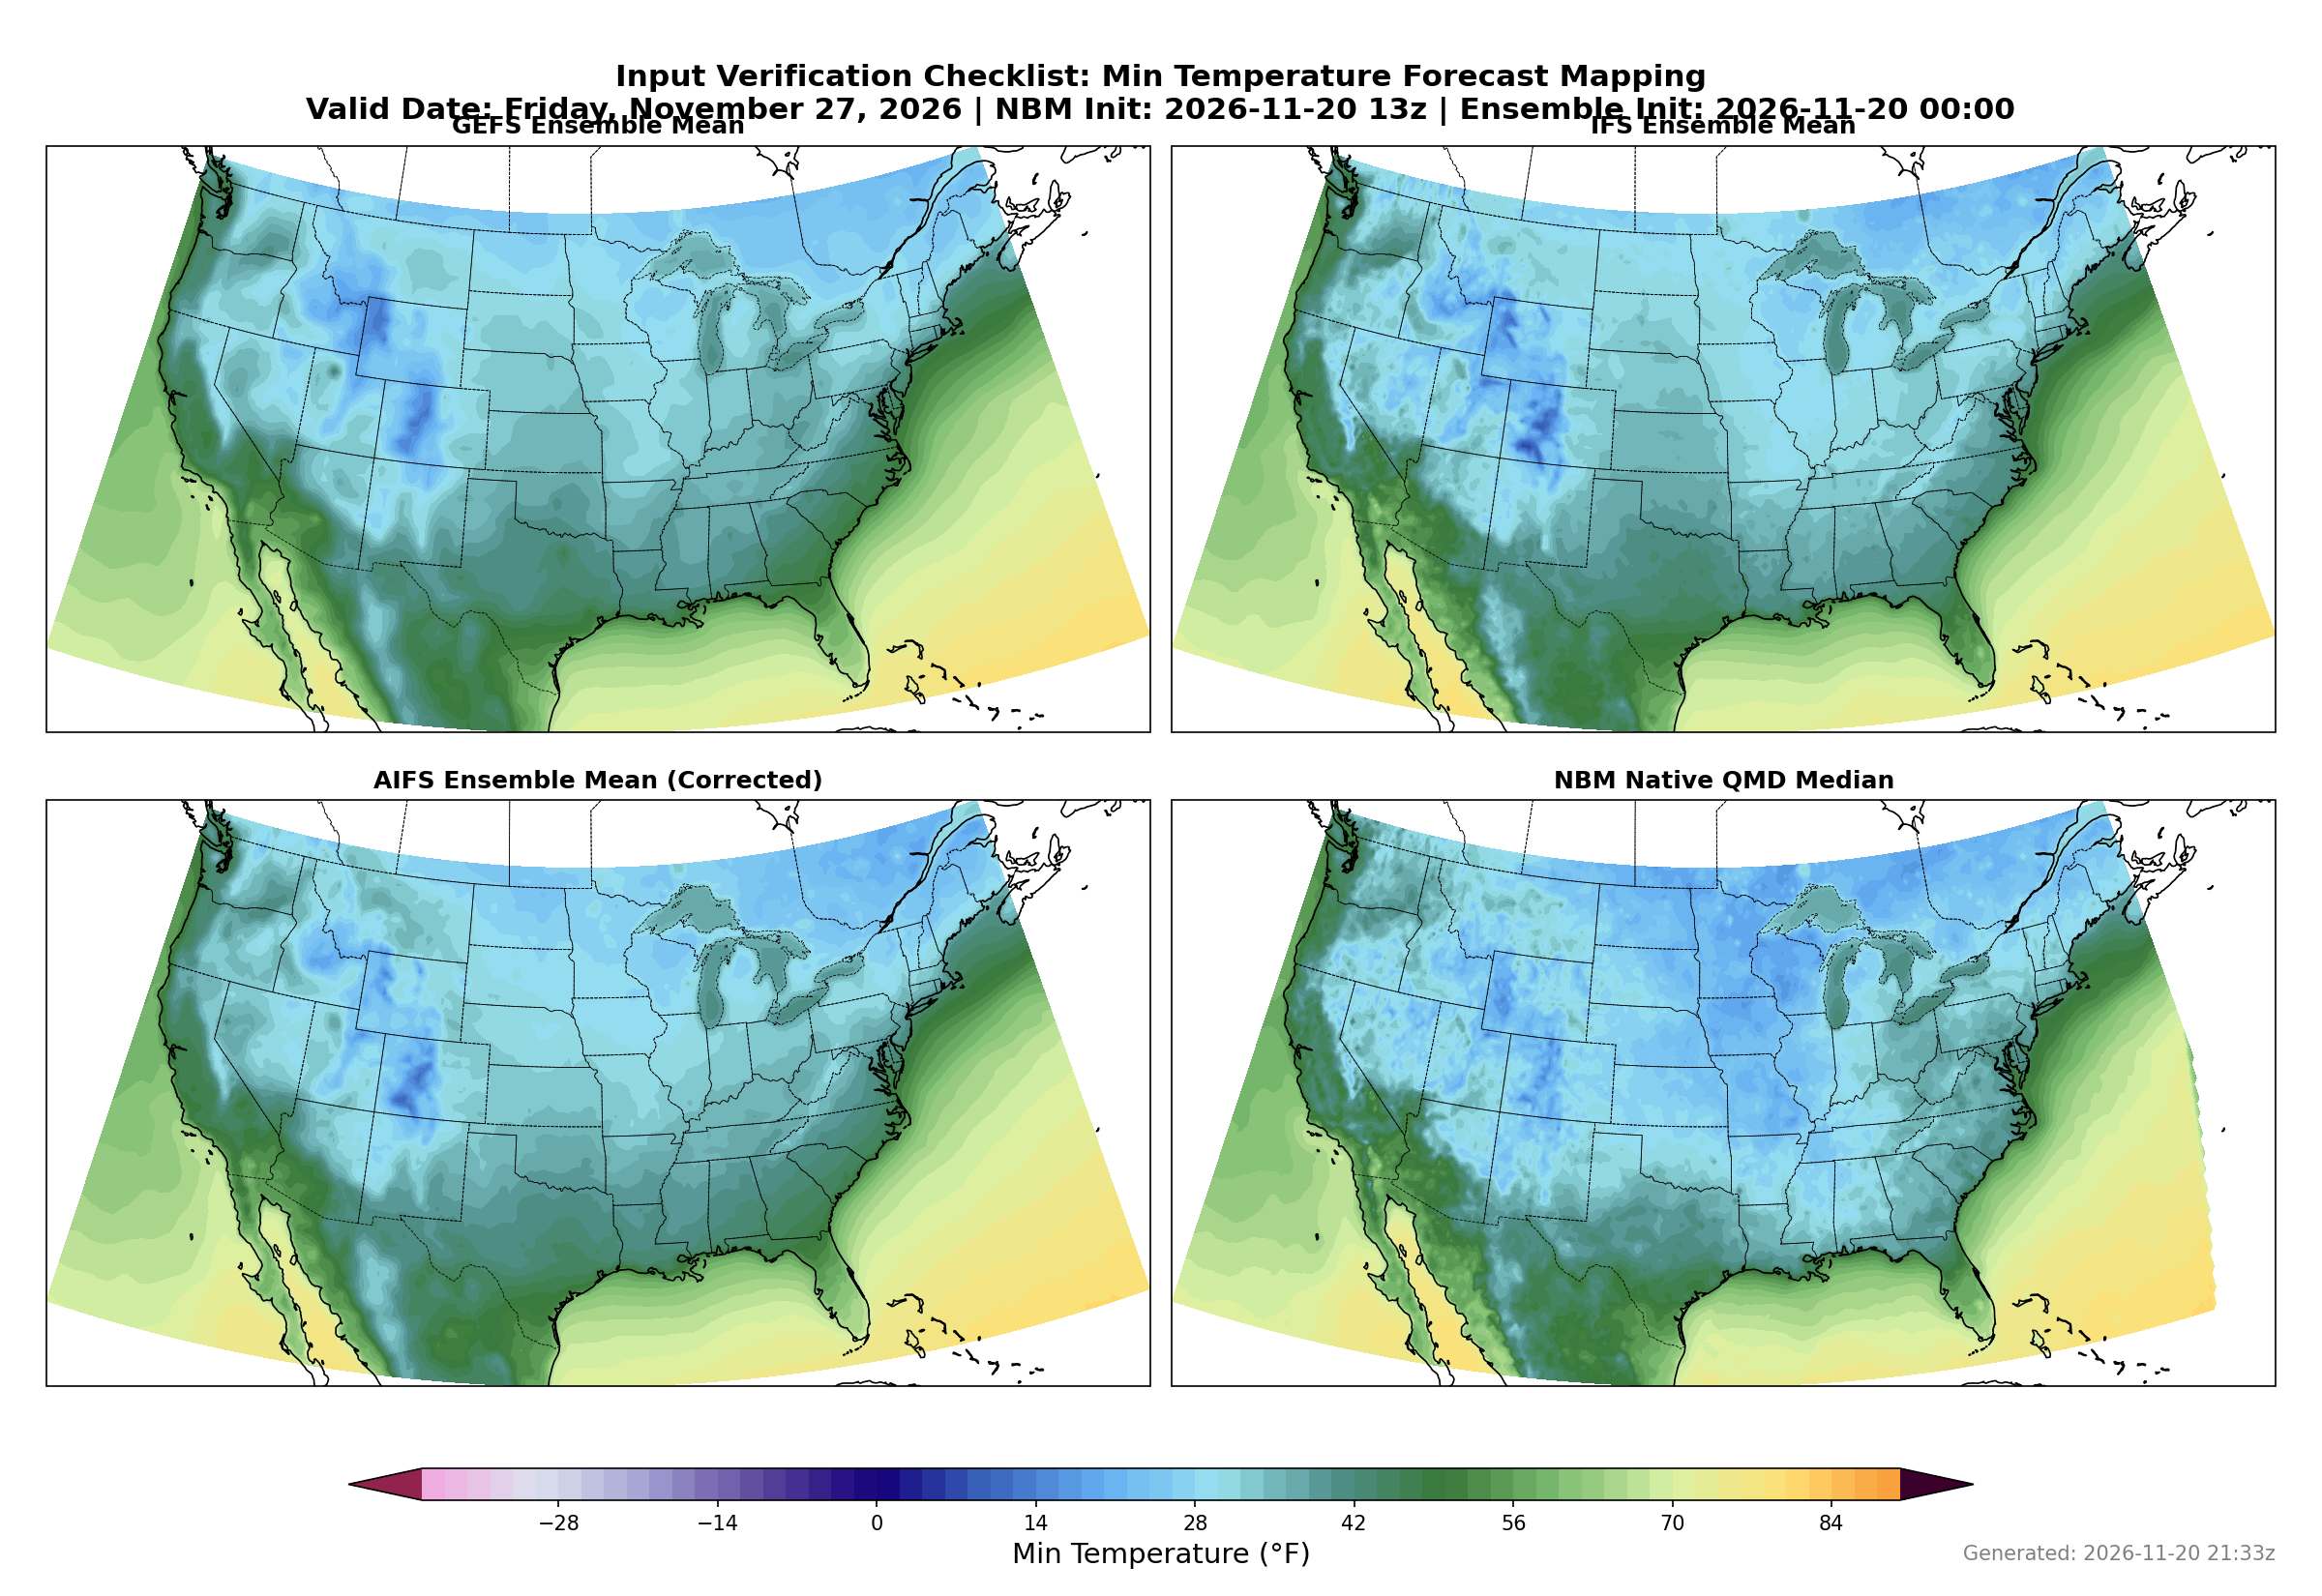 Input Verification Checklist: Min Temperature Forecast Mapping
Valid Date: Friday, November 27, 2026 | NBM Init: 2026-11-20 13z | Ensemble Init: 2026-11-20 00:00
GEFS Ensemble Mean
IFS Ensemble Mean
AIFS Ensemble Mean (Corrected)
NBM Native QMD Median
−28 −14 0 14 28 42 56 70 84
Min Temperature (°F)
Generated: 2026-11-20 21:33z